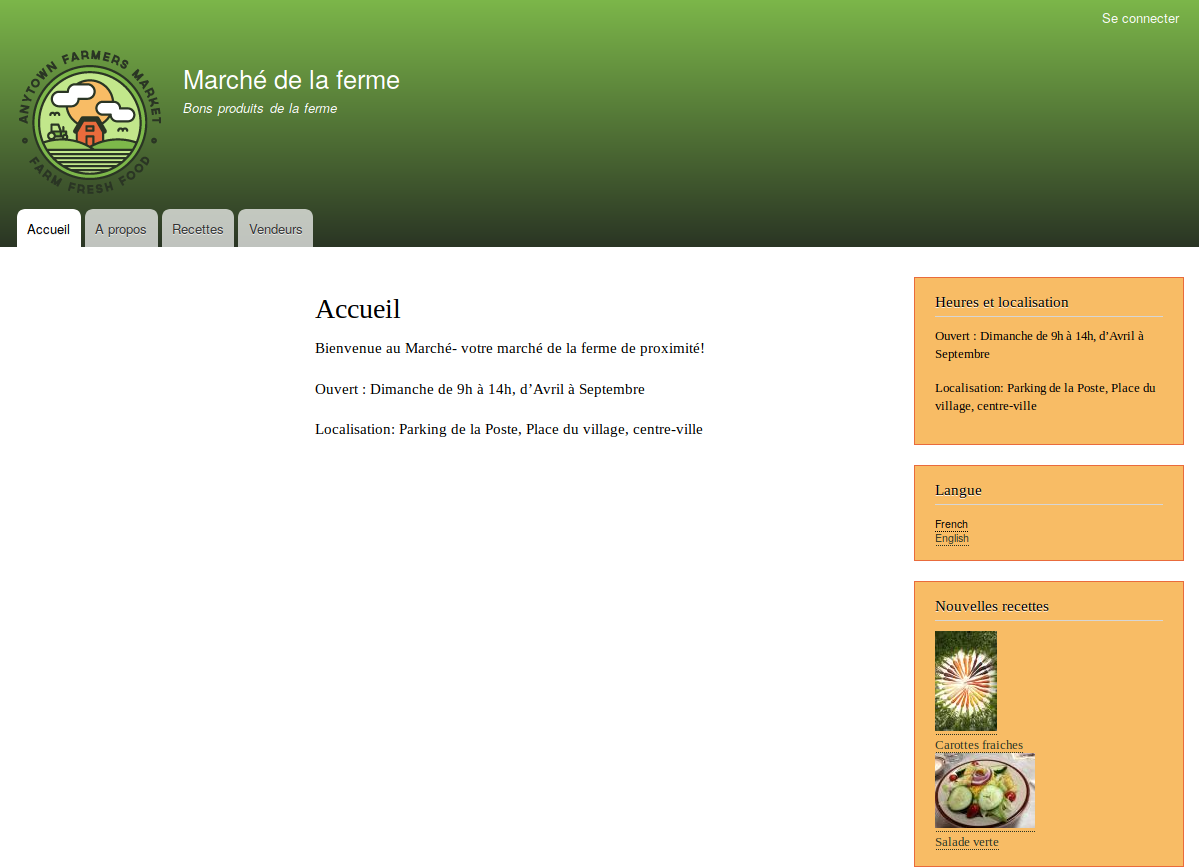 Se connecter
ANYTOWN FARMERS MARKET
FARM FRESH FOOD
Marché de la ferme
Bons produits de la ferme
Accueil
A propos
Recettes
Vendeurs
Accueil
Bienvenue au Marché- votre marché de la ferme de proximité!
Ouvert : Dimanche de 9h à 14h, d’Avril à Septembre
Localisation: Parking de la Poste, Place du village, centre-ville
Heures et localisation
Ouvert : Dimanche de 9h à 14h, d’Avril à
Septembre
Localisation: Parking de la Poste, Place du
village, centre-ville
Langue
French
English
Nouvelles recettes
Carottes fraiches
Salade verte